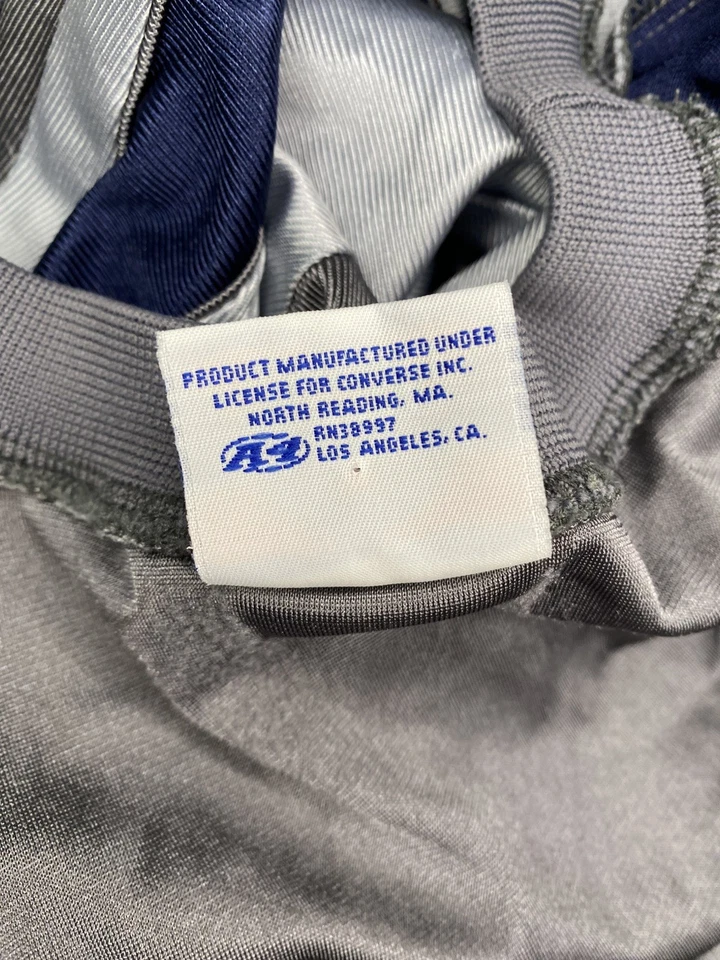 PRODUCT MANUFACTURED UNDER
LICENSE FOR CONVERSE INC.
NORTH READING, MA.
RN38997
A4 LOS ANGELES, CA.